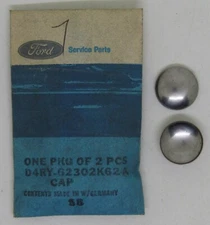 Ford
Service Parts
ONE PKG OF 2 PCS
D4RY-62302K62A
CAP
CONTENTS MADE IN W/GERMANY
SB